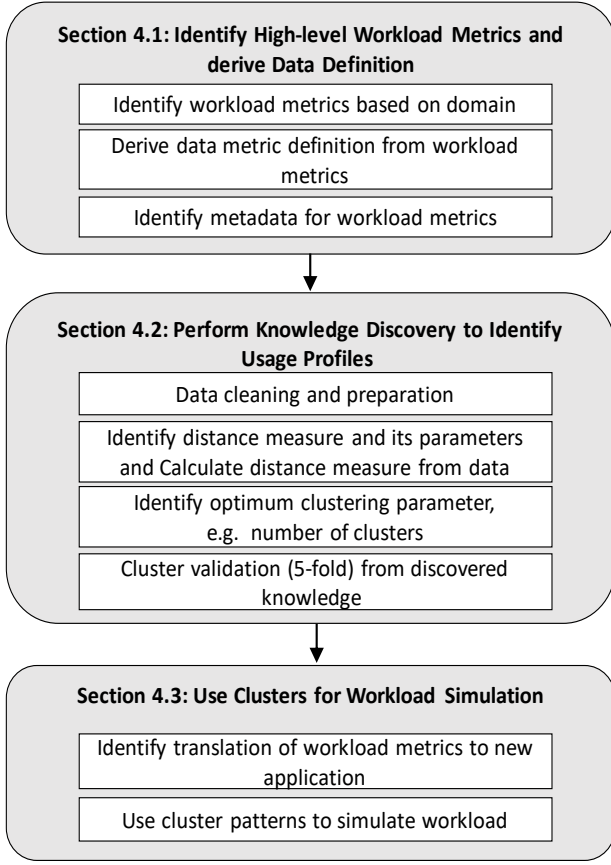 Section 4.1: Identify High-level Workload Metrics and
derive Data Definition
Identify workload metrics based on domain
Derive data metric definition from workload
metrics
Identify metadata for workload metrics
Section 4.2: Perform Knowledge Discovery to Identify
Usage Profiles
Data cleaning and preparation
Identify distance measure and its parameters
and Calculate distance measure from data
Identify optimum clustering parameter,
e.g. number of clusters
Cluster validation (5-fold) from discovered
knowledge
Section 4.3: Use Clusters for Workload Simulation
Identify translation of workload metrics to new
application
Use cluster patterns to simulate workload